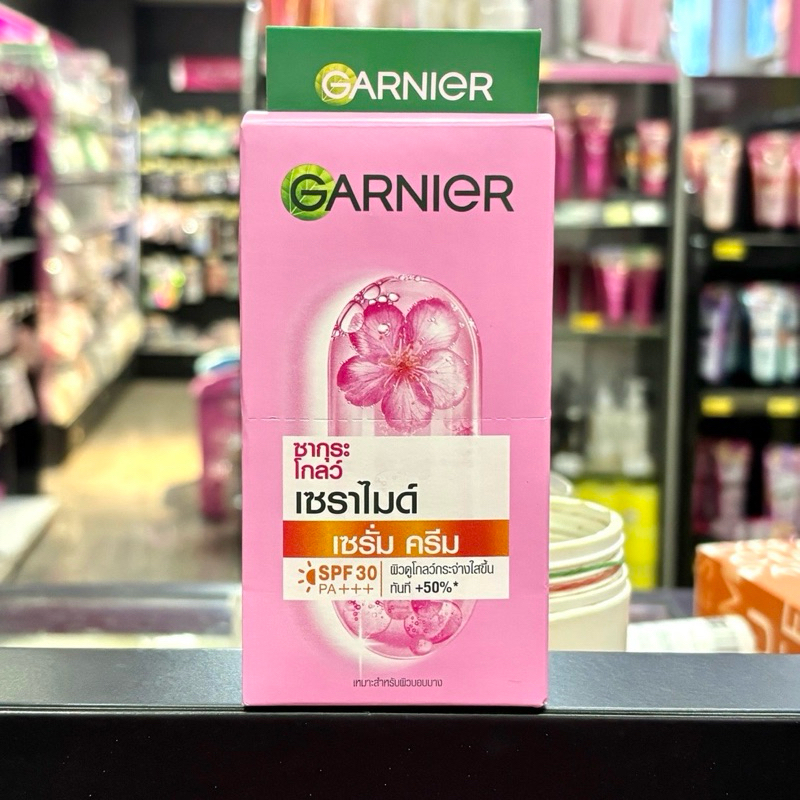 GARNIER
GARNIER
ซากุระ
โกลว์
เซราไมด์
เซรั่ม ครีม
SPF 30
PA+++
ผิวดูโกลว์กระจ่างใสขึ้น
ทันที +50%*
เหมาะสำหรับผิวบอบบาง